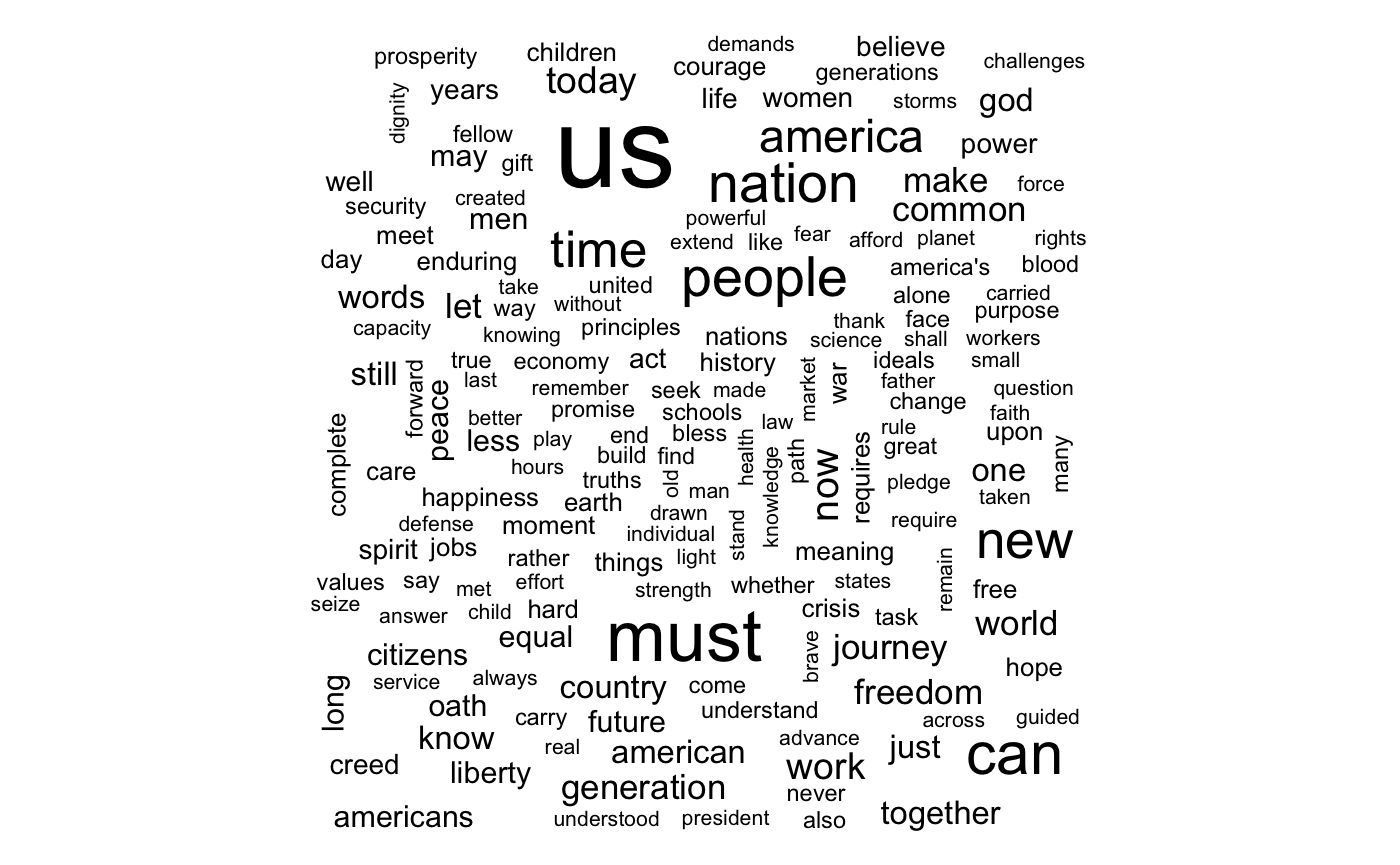 prosperity children demands believe
courage generations challenges
today
dignity years life women storms god
fellow us america power
may gift
well nation make force
security created common
men powerful
meet time extend like fear afford planet rights
day enduring people america's blood
words let take united alone carried
way without purpose
capacity knowing principles nations thank face
science shall workers
still forward true economy act history market war ideals small
last remember seek made father question
peace promise schools change faith
complete better law rule upon
less play end bless great many
care hours build find health knowledge path now requires one
happiness truths old man pledge taken
earth drawn
defense moment individual stand require new
spirit jobs rather things light meaning
values say met effort strength whether states remain free
seize answer child hard crisis task world
equal must brave journey
citizens hope
long service always country come freedom
oath carry future understand across guided
know real american advance just can
creed liberty work
generation never
americans understood president also together